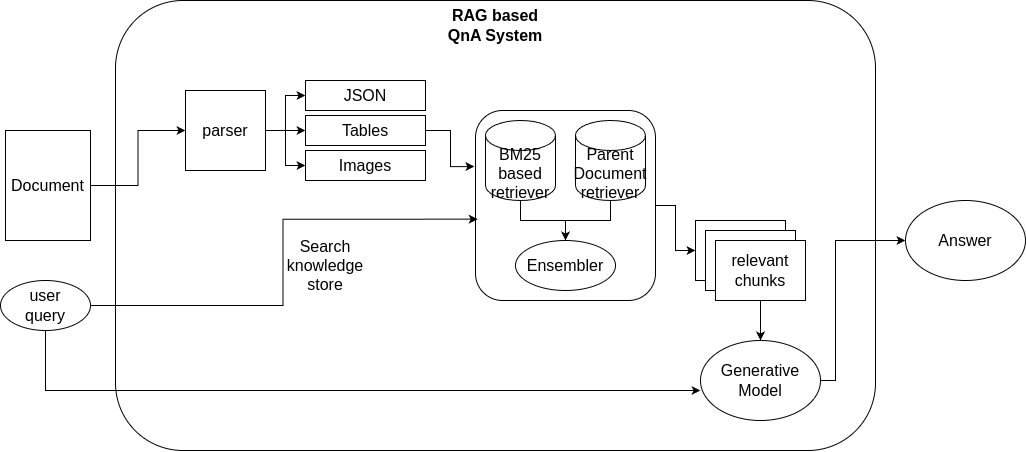 RAG based
QnA System
JSON
parser
Tables
Images
Document
BM25
based
retriever
Parent
Document
retriever
Search
knowledge
store
Ensembler
relevant
chunks
Answer
user
query
Generative
Model